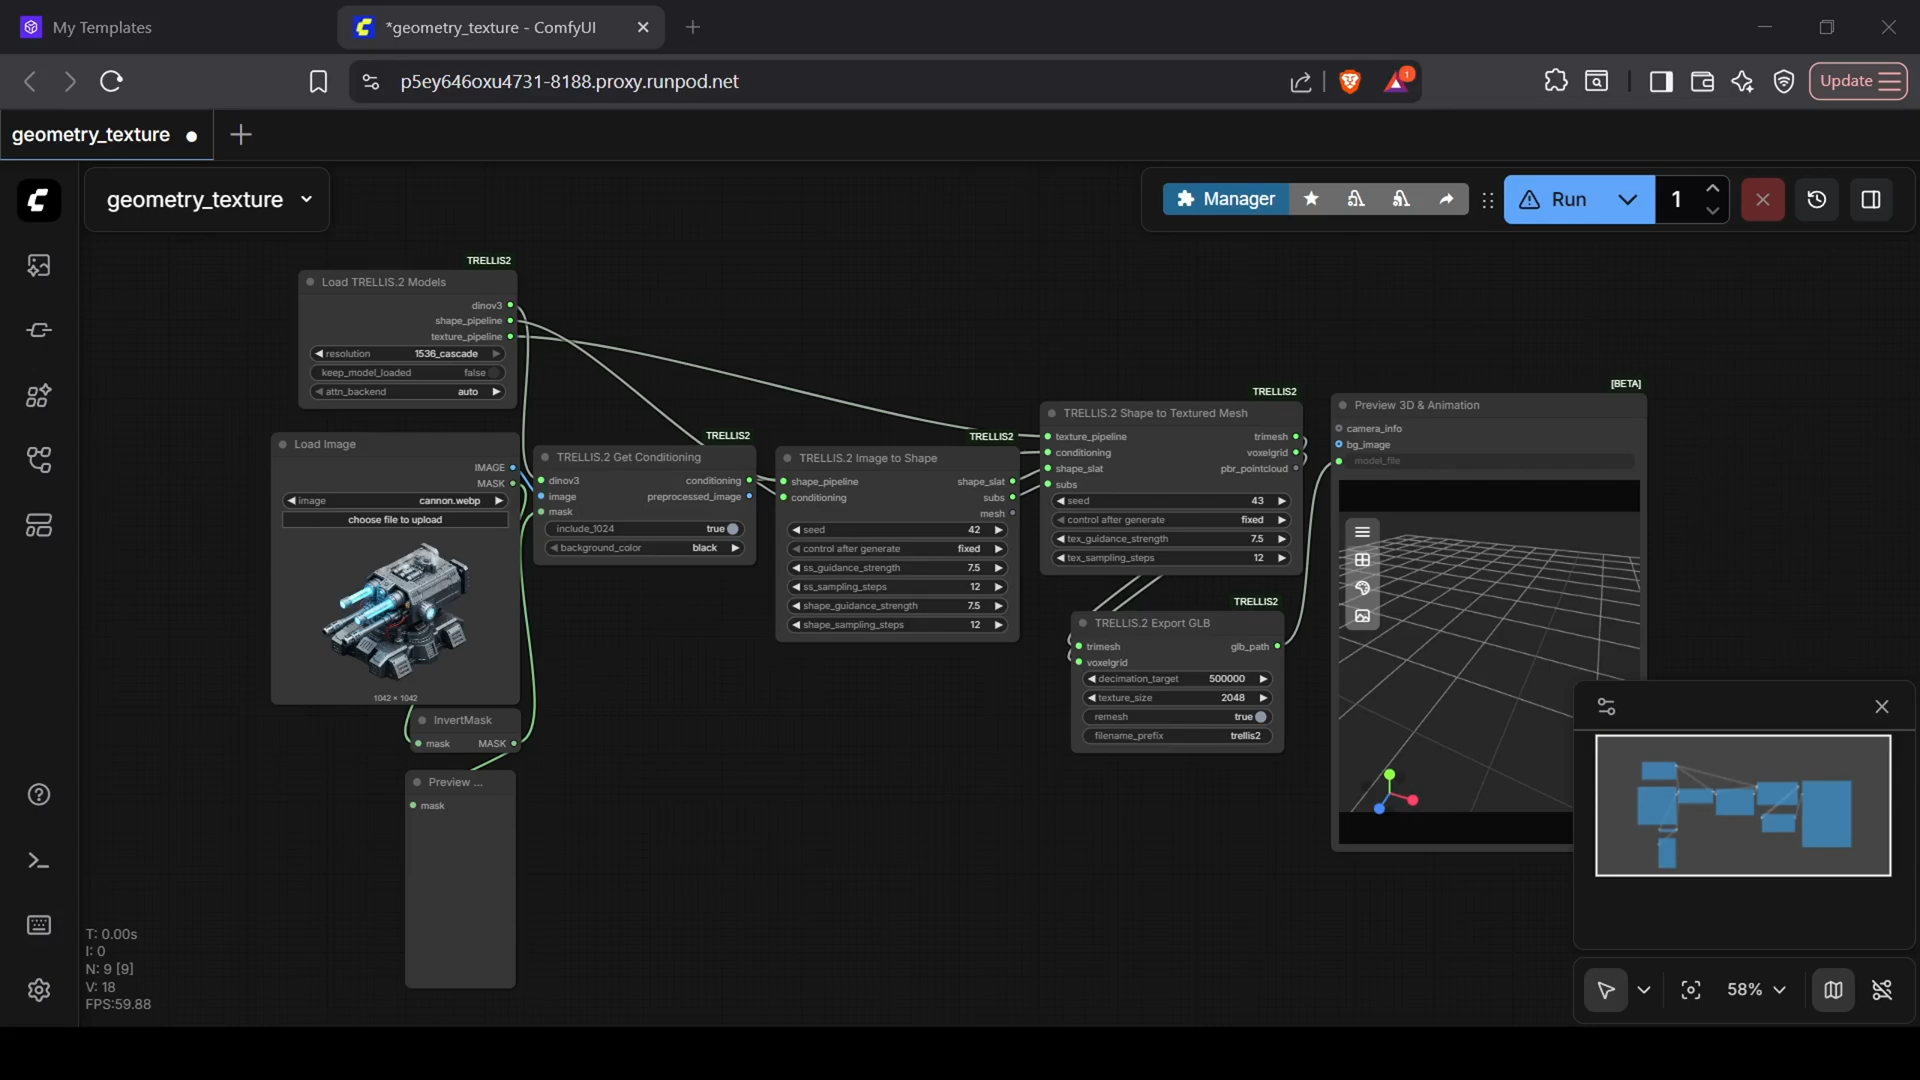 My Templates
*geometry_texture - ComfyUI
p5ey646oxu4731-8188.proxy.runpod.net
1
Update
geometry_texture
geometry_texture
Manager
Run
1
TRELLIS2
Load TRELLIS.2 Models
dinov3
shape_pipeline
texture_pipeline
resolution 1536_cascade
keep_model_loaded false
attn_backend auto
Load Image
IMAGE
MASK
image cannon.webp
choose file to upload
1042 × 1042
InvertMask
mask MASK
Preview ...
mask
TRELLIS2
TRELLIS.2 Get Conditioning
dinov3 conditioning
image preprocessed_image
mask
include_1024 true
background_color black
TRELLIS2
TRELLIS.2 Image to Shape
shape_pipeline shape_slat
conditioning subs
mesh
seed 42
control after generate fixed
ss_guidance_strength 7.5
ss_sampling_steps 12
shape_guidance_strength 7.5
shape_sampling_steps 12
TRELLIS2
TRELLIS.2 Shape to Textured Mesh
texture_pipeline trimesh
conditioning voxelgrid
shape_slat pbr_pointcloud
subs
seed 43
control after generate fixed
tex_guidance_strength 7.5
tex_sampling_steps 12
TRELLIS2
TRELLIS.2 Export GLB
trimesh glb_path
voxelgrid
decimation_target 500000
texture_size 2048
remesh true
filename_prefix trellis2
[BETA]
Preview 3D & Animation
camera_info
bg_image
model_file
T: 0.00s
I: 0
N: 9 [9]
V: 18
FPS:59.88
58%